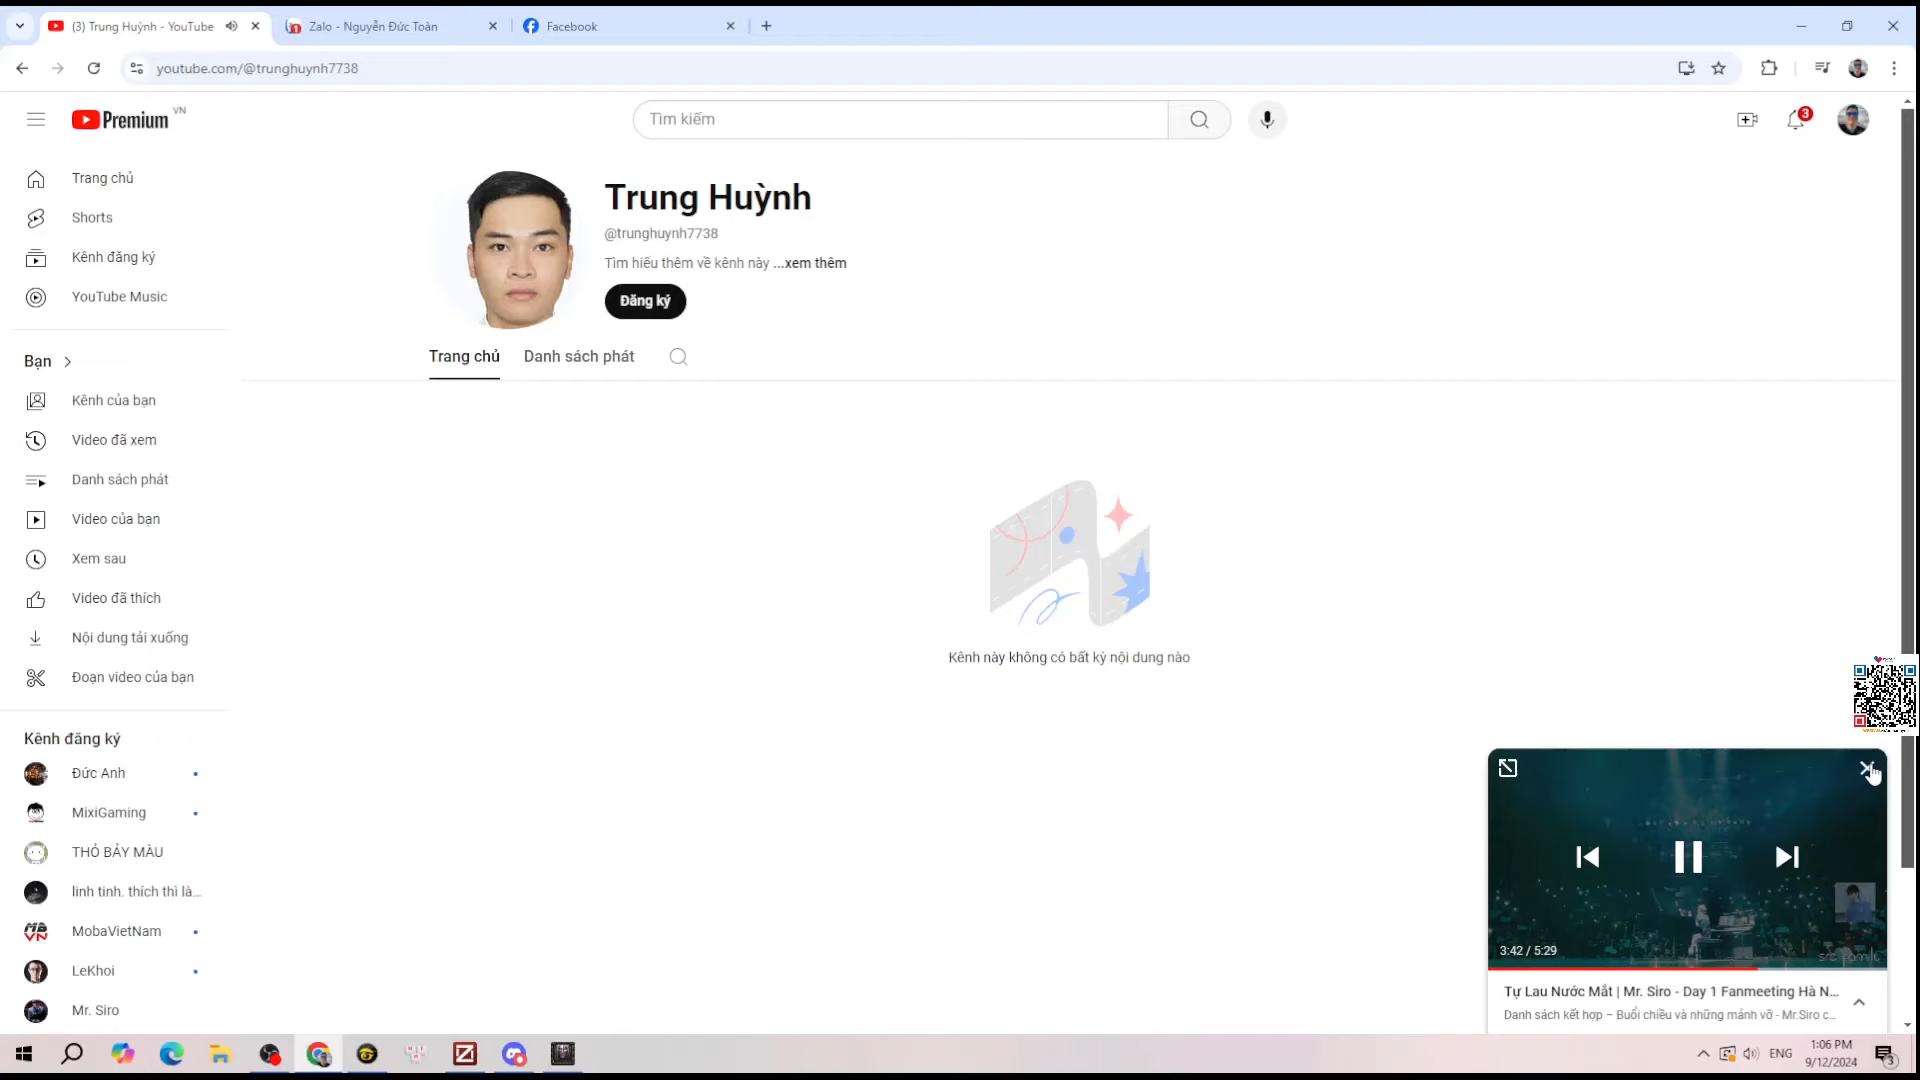 (3) Trung Huỳnh - YouTube
Zalo - Nguyễn Đức Toàn
Facebook
youtube.com/@trunghuynh7738
Premium VN
Tìm kiếm
3
Trang chủ
Shorts
Kênh đăng ký
YouTube Music
Bạn
Kênh của bạn
Video đã xem
Danh sách phát
Video của bạn
Xem sau
Video đã thích
Nội dung tải xuống
Đoạn video của bạn
Kênh đăng ký
Đức Anh
MixiGaming
THỎ BẢY MÀU
linh tinh. thích thì là...
MobaVietNam
LeKhoi
Mr. Siro
Trung Huỳnh
@trunghuynh7738
Tìm hiểu thêm về kênh này ...xem thêm
Đăng ký
Trang chủ
Danh sách phát
Kênh này không có bất kỳ nội dung nào
3:42 / 5:29
Tự Lau Nước Mắt | Mr. Siro - Day 1 Fanmeeting Hà N...
Danh sách kết hợp – Buổi chiều và những mảnh vỡ - Mr.Siro c...
ENG
1:06 PM
9/12/2024
3